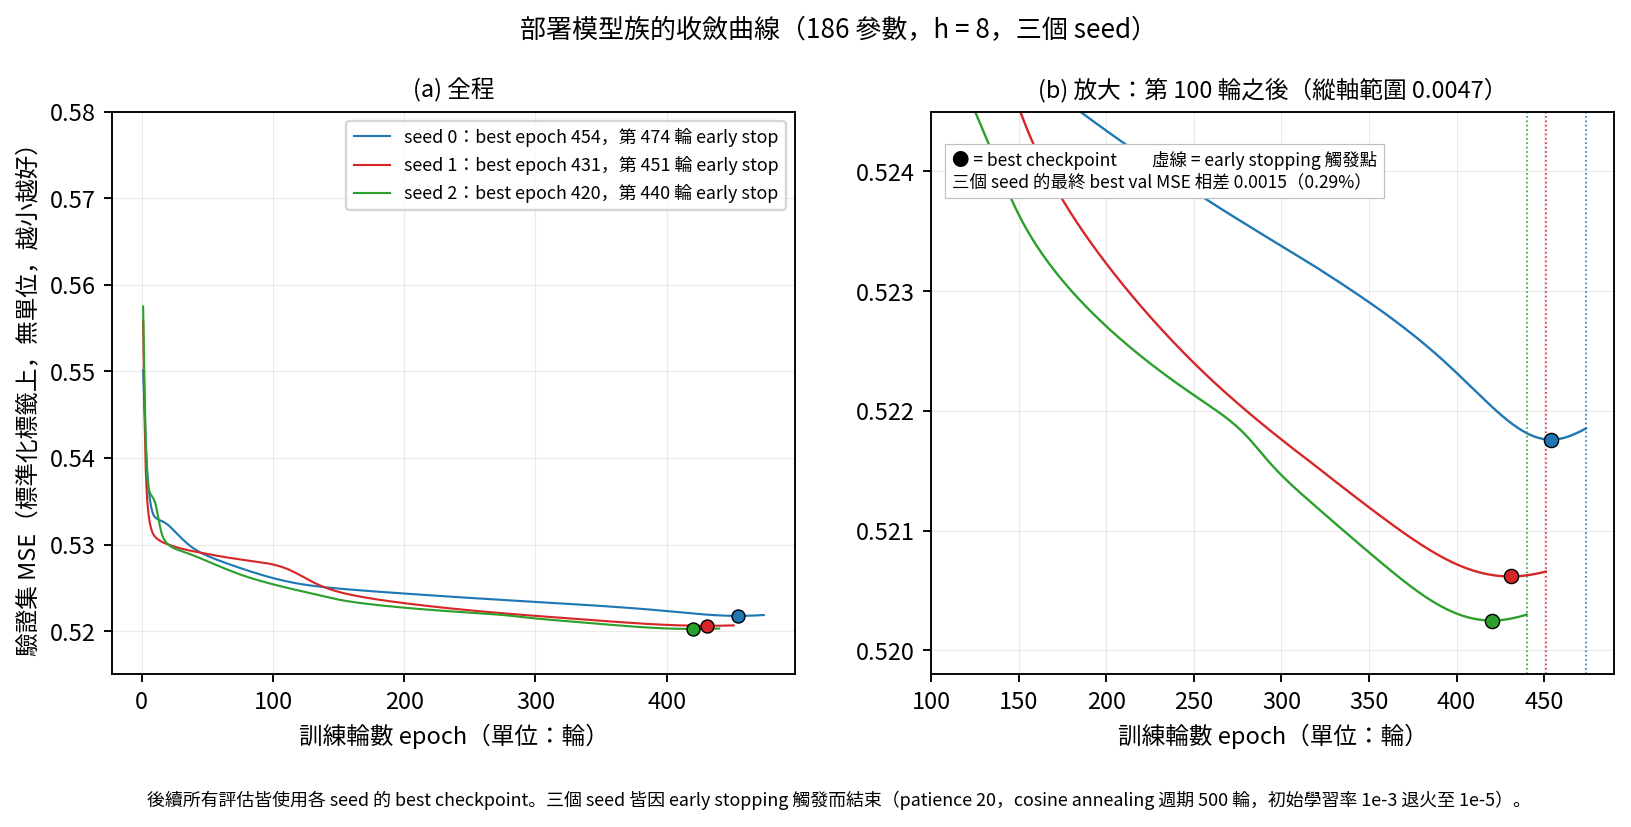 部署模型族的收斂曲線（186 參數，h = 8，三個 seed）
(a) 全程
驗證集 MSE（標準化標籤上，無單位，越小越好）
0.58
0.57
0.56
0.55
0.54
0.53
0.52
seed 0：best epoch 454，第 474 輪 early stop
seed 1：best epoch 431，第 451 輪 early stop
seed 2：best epoch 420，第 440 輪 early stop
0 100 200 300 400
訓練輪數 epoch（單位：輪）
(b) 放大：第 100 輪之後（縱軸範圍 0.0047）
0.524
0.523
0.522
0.521
0.520
= best checkpoint 虛線 = early stopping 觸發點
三個 seed 的最終 best val MSE 相差 0.0015（0.29%）
100 150 200 250 300 350 400 450
訓練輪數 epoch（單位：輪）
後續所有評估皆使用各 seed 的 best checkpoint。三個 seed 皆因 early stopping 觸發而結束（patience 20，cosine annealing 週期 500 輪，初始學習率 1e-3 退火至 1e-5）。